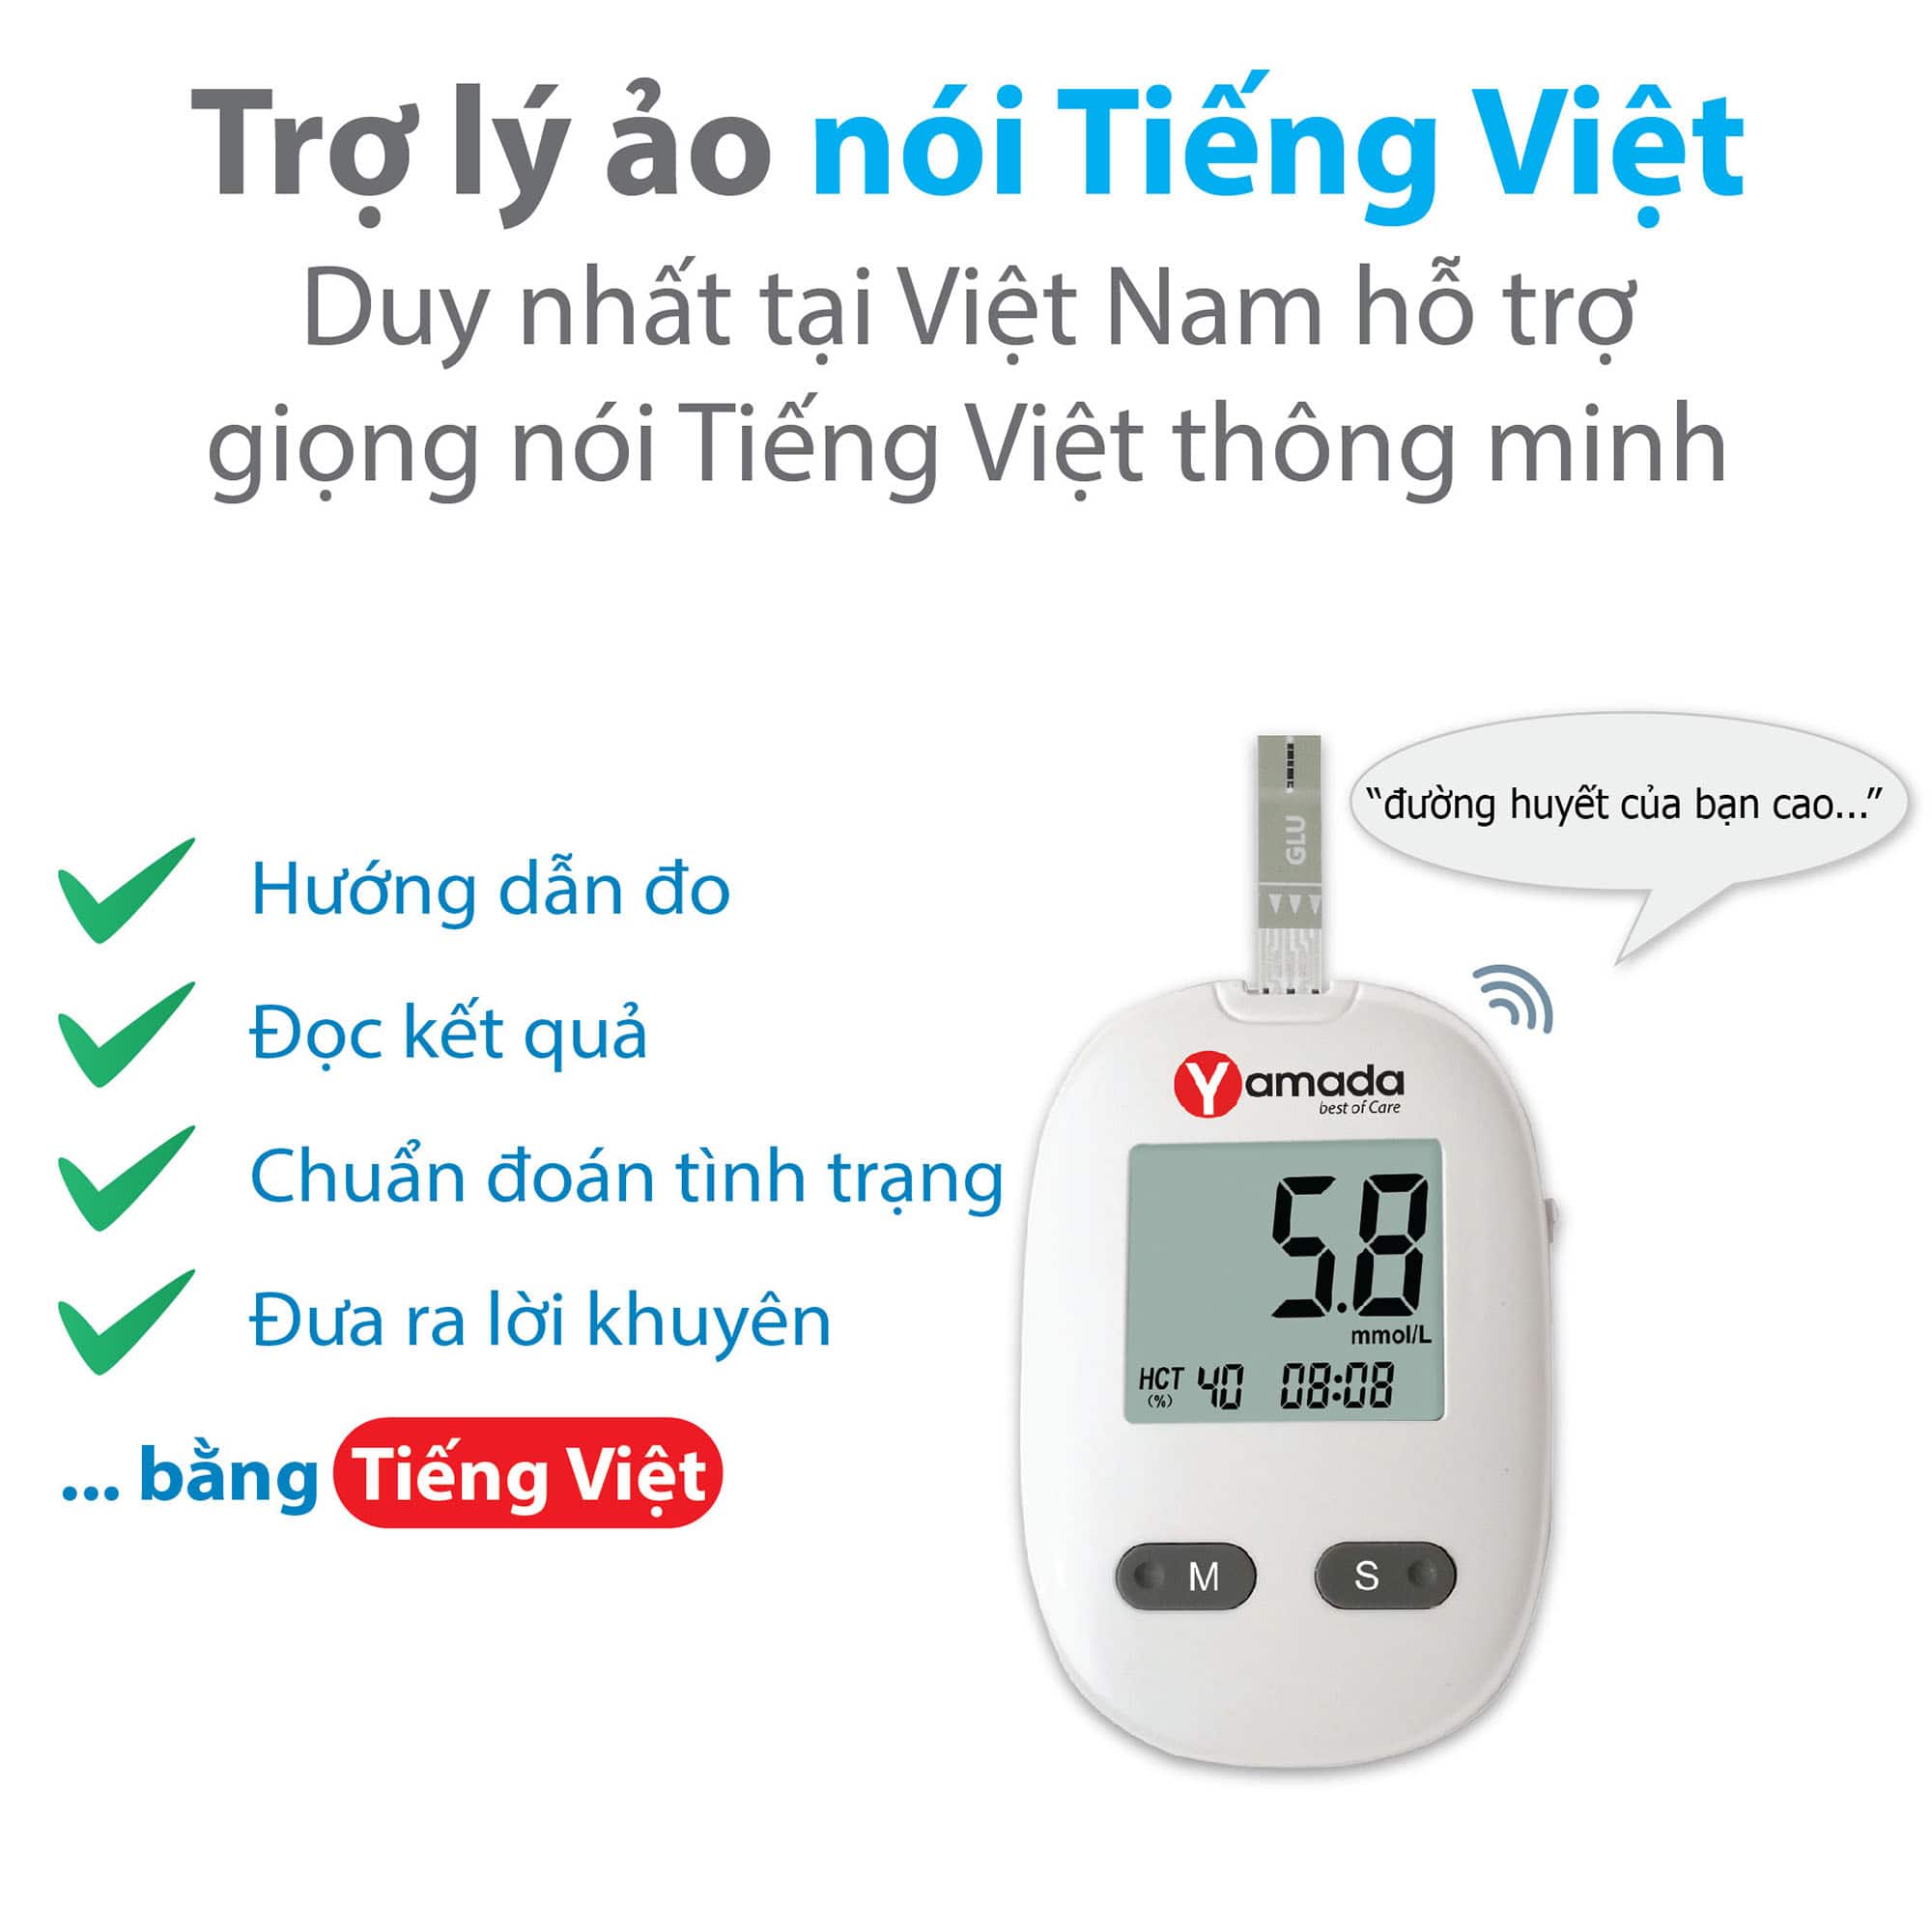 Trợ lý ảo nói Tiếng Việt
Duy nhất tại Việt Nam hỗ trợ
giọng nói Tiếng Việt thông minh
"đường huyết của bạn cao..."
GLU
Hướng dẫn đo
Đọc kết quả
Chuẩn đoán tình trạng
Đưa ra lời khuyên
... bằng Tiếng Việt
Yamada
best of Care
5.8
mmol/L
HCT 40 08:08
(%)
M S